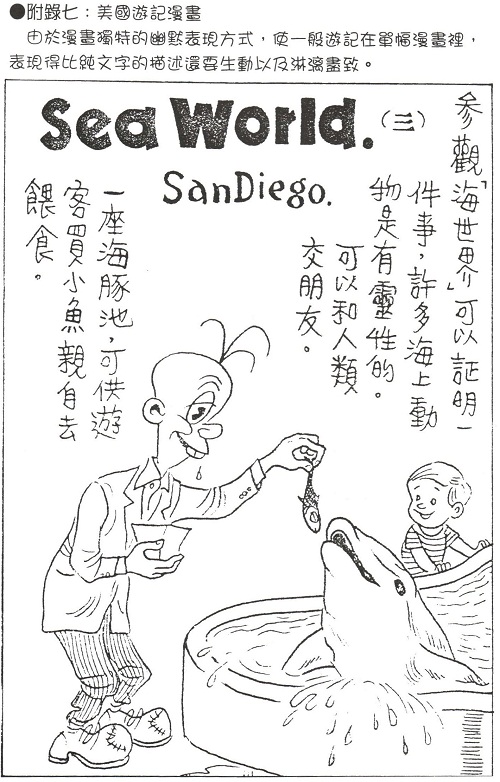 ●附錄七：美國遊記漫畫
由於漫畫獨特的幽默表現方式，使一般遊記在單幅漫畫裡，
表現得比純文字的描述還要生動以及淋漓盡致。
Sea World.（三）
SanDiego.
參觀「海世界」可以証明一
件事，許多海上動
物是有靈性的。
可以和人類
交朋友。
一座海豚池，可供遊
客買小魚親自去
餵食。